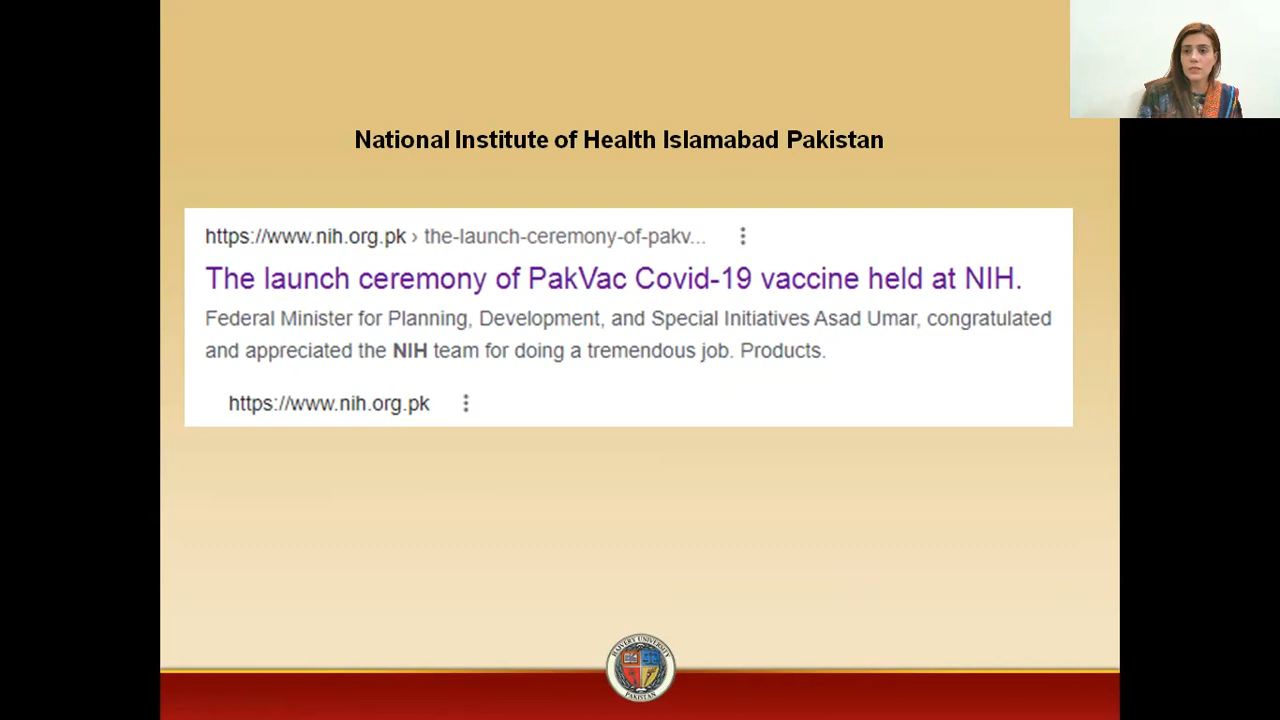 National Institute of Health Islamabad Pakistan
https://www.nih.org.pk › the-launch-ceremony-of-pakv...
The launch ceremony of PakVac Covid-19 vaccine held at NIH.
Federal Minister for Planning, Development, and Special Initiatives Asad Umar, congratulated
and appreciated the NIH team for doing a tremendous job. Products.
https://www.nih.org.pk
UNIVERSITY
PAKISTAN